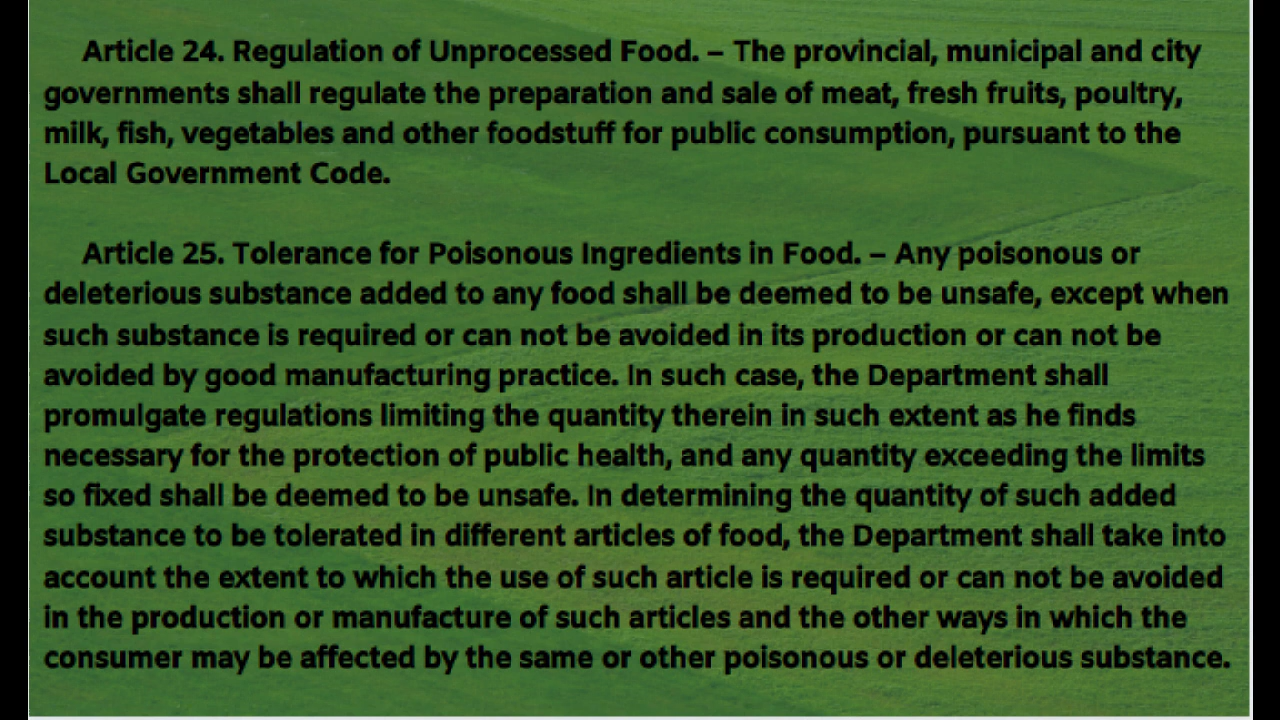 Article 24. Regulation of Unprocessed Food. – The provincial, municipal and city
governments shall regulate the preparation and sale of meat, fresh fruits, poultry,
milk, fish, vegetables and other foodstuff for public consumption, pursuant to the
Local Government Code.
Article 25. Tolerance for Poisonous Ingredients in Food. – Any poisonous or
deleterious substance added to any food shall be deemed to be unsafe, except when
such substance is required or can not be avoided in its production or can not be
avoided by good manufacturing practice. In such case, the Department shall
promulgate regulations limiting the quantity therein in such extent as he finds
necessary for the protection of public health, and any quantity exceeding the limits
so fixed shall be deemed to be unsafe. In determining the quantity of such added
substance to be tolerated in different articles of food, the Department shall take into
account the extent to which the use of such article is required or can not be avoided
in the production or manufacture of such articles and the other ways in which the
consumer may be affected by the same or other poisonous or deleterious substance.